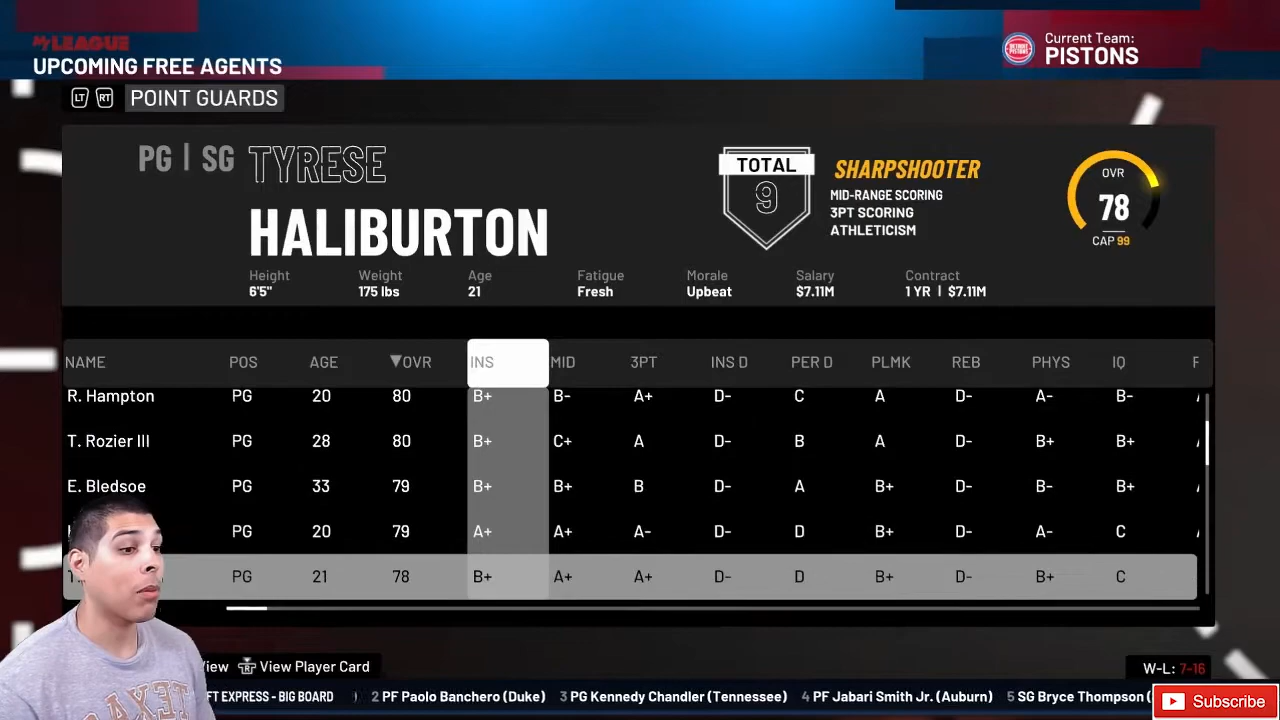 MyLEAGUE
UPCOMING FREE AGENTS
Current Team:
PISTONS
LT RT POINT GUARDS
PG | SG TYRESE
HALIBURTON
TOTAL
9
SHARPSHOOTER
MID-RANGE SCORING
3PT SCORING
ATHLETICISM
OVR
78
CAP 99
Height Weight Age Fatigue Morale Salary Contract
6'5" 175 lbs 21 Fresh Upbeat $7.11M 1 YR | $7.11M
NAME POS AGE ▼OVR INS MID 3PT INS D PER D PLMK REB PHYS IQ F
R. Hampton PG 20 80 B+ B- A+ D- C A D- A- B-
T. Rozier III PG 28 80 B+ C+ A D- B A D- B+ B+
E. Bledsoe PG 33 79 B+ B+ B D- A B+ D- B- B+
PG 20 79 A+ A+ A- D- D B+ D- A- C
PG 21 78 B+ A+ A+ D- D B+ D- B+ C
View R View Player Card
W-L: 7-16
FT EXPRESS - BIG BOARD 2 PF Paolo Banchero (Duke) 3 PG Kennedy Chandler (Tennessee) 4 PF Jabari Smith Jr. (Auburn) 5 SG Bryce Thompson (
Subscribe